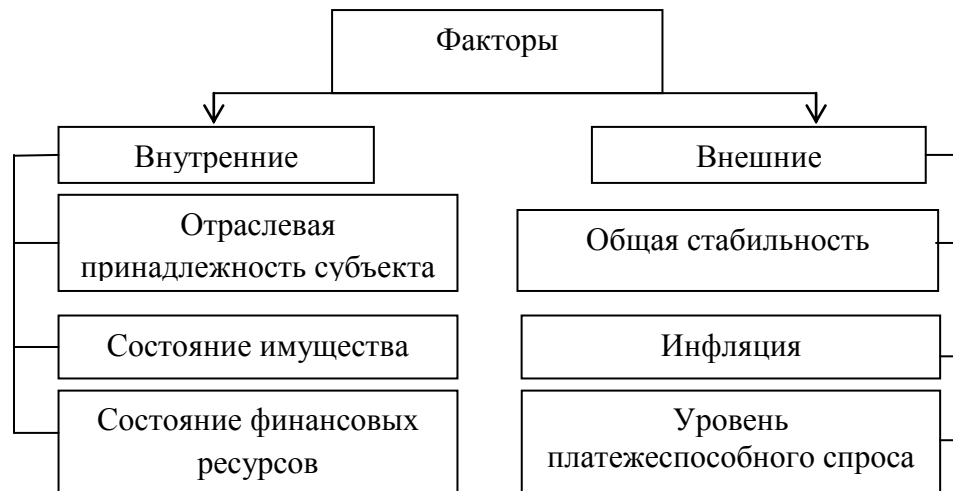 Факторы
Внутренние
Внешние
Отраслевая
принадлежность субъекта
Общая стабильность
Состояние имущества
Инфляция
Состояние финансовых
ресурсов
Уровень
платежеспособного спроса